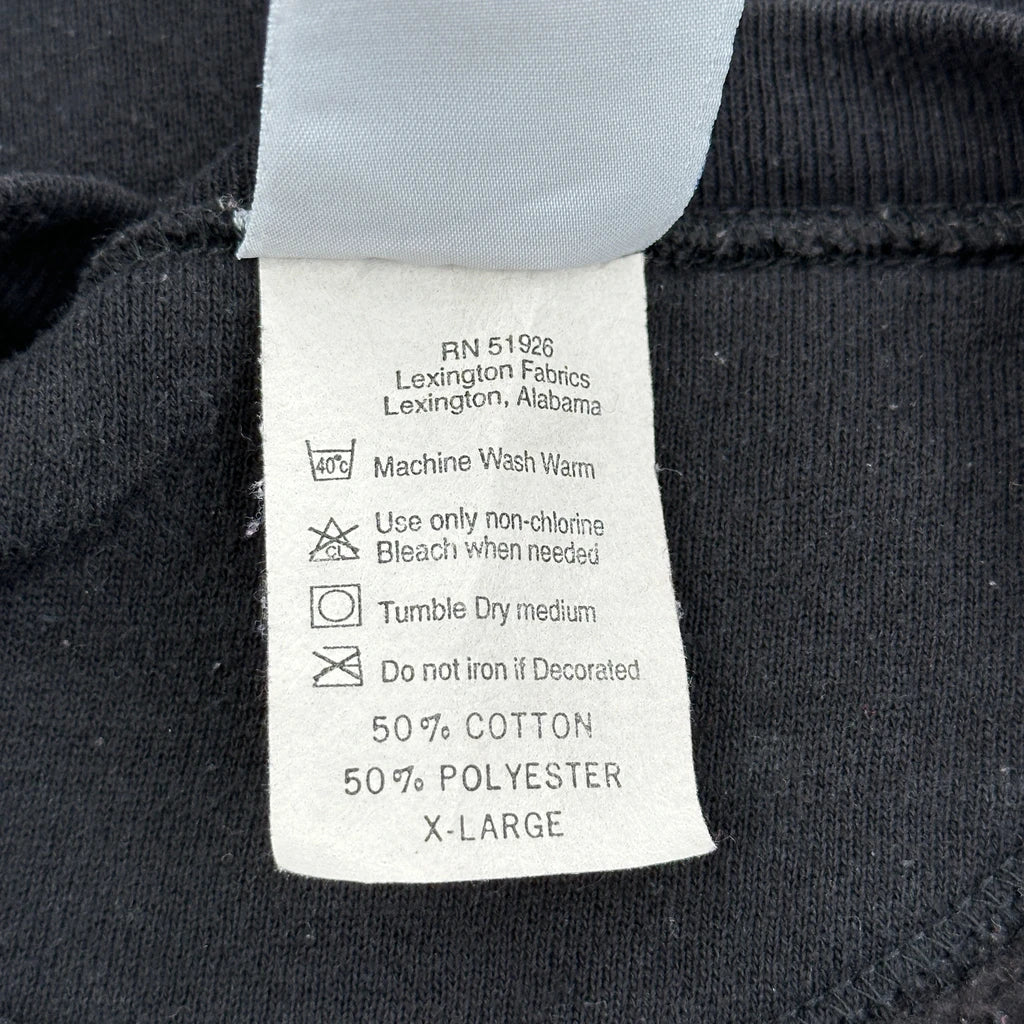 RN 51926
Lexington Fabrics
Lexington, Alabama
40°c Machine Wash Warm
CL Use only non-chlorine
Bleach when needed
Tumble Dry medium
Do not iron if Decorated
50% COTTON
50% POLYESTER
X-LARGE